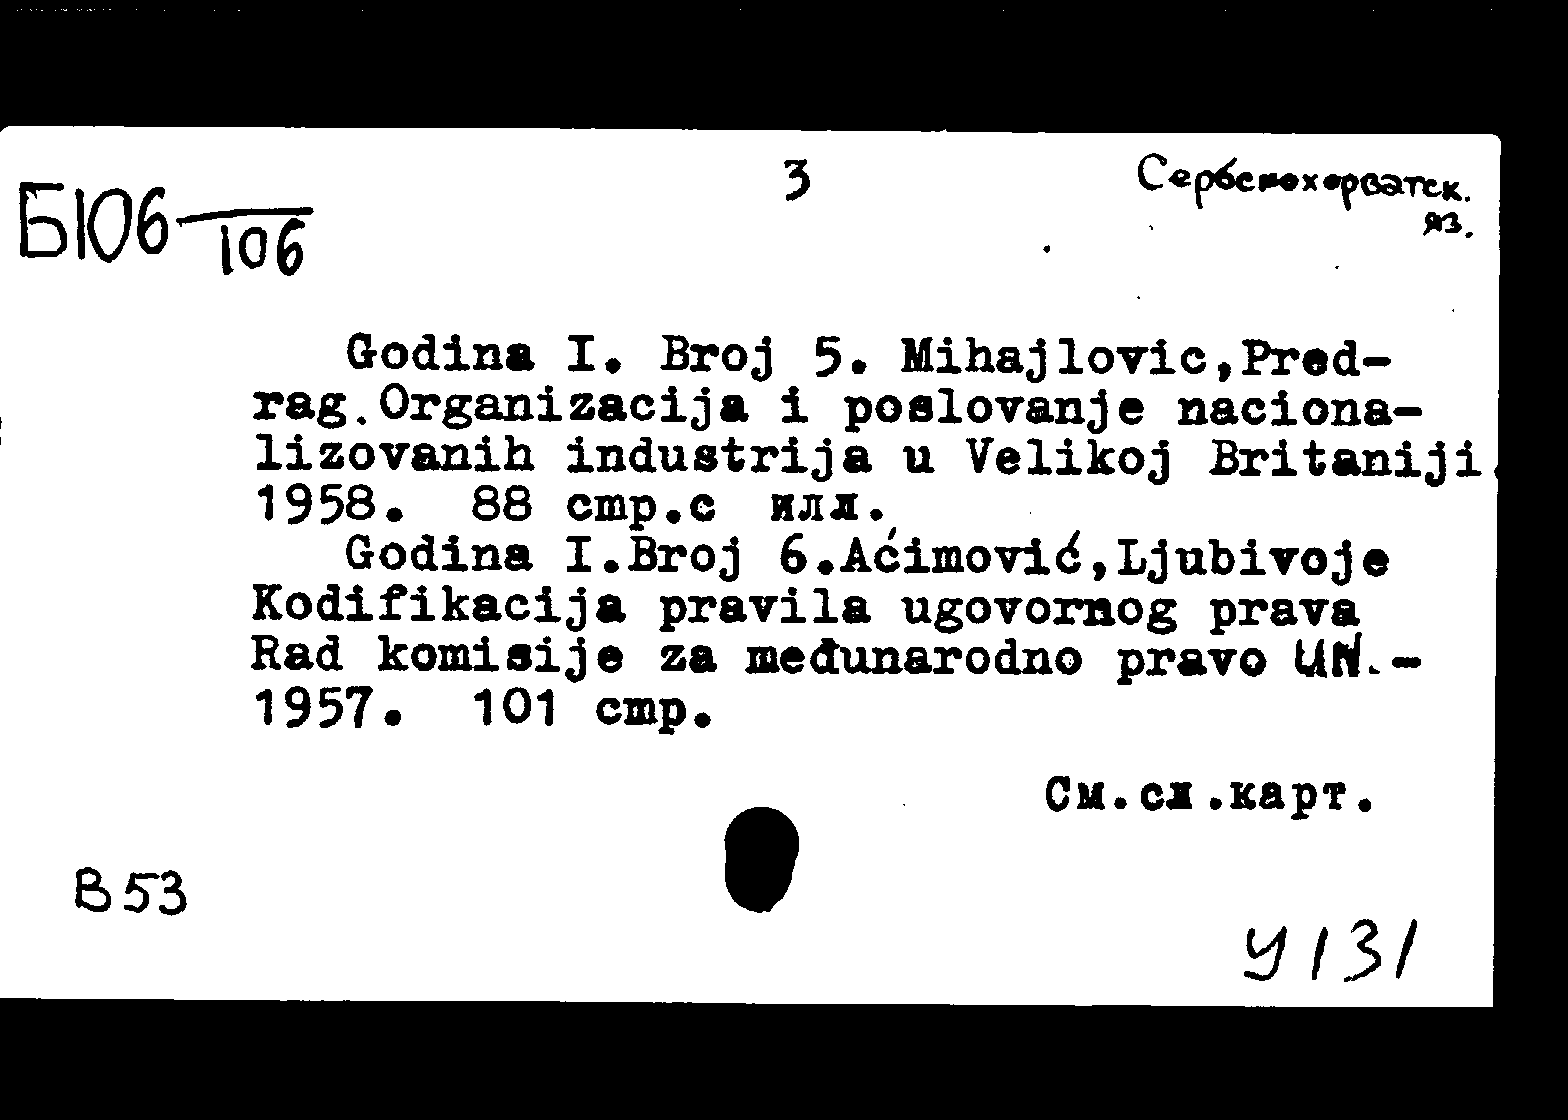 Б106/106
3
Сербскохорватск.
яз.
Godina I. Broj 5. Mihajlovic,Pred-
rag.Organizacija i poslovanje naciona-
lizovanih industrija u Velikoj Britaniji.
1958. 88 cmp.c илл.
Godina I.Broj 6.Aćimović,Ljubivoje
Kodifikacija pravila ugovornog prava
Rad komisije za međunarodno pravo UN.-
1957. 101 cmp.
См.сл.карт.
B53
У131